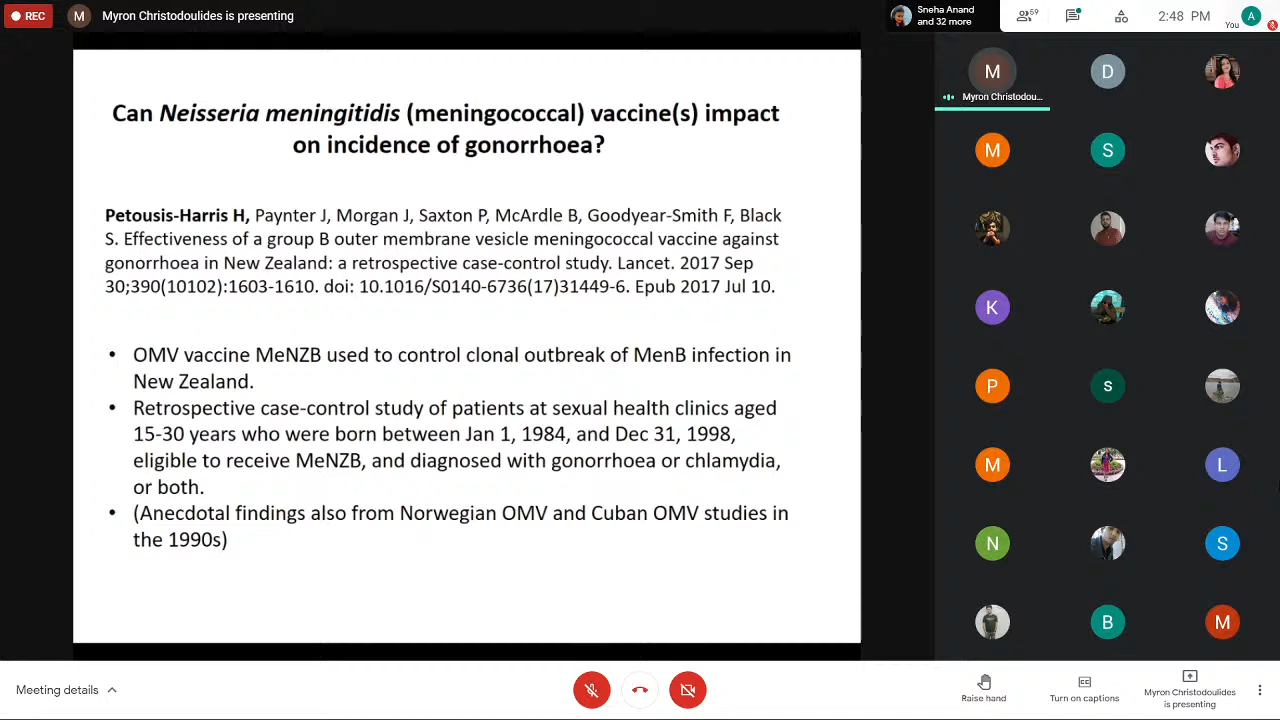 REC
M
Myron Christodoulides is presenting
Sneha Anand
and 32 more
59
2:48 PM
You
A
Can Neisseria meningitidis (meningococcal) vaccine(s) impact
on incidence of gonorrhoea?
Petousis-Harris H, Paynter J, Morgan J, Saxton P, McArdle B, Goodyear-Smith F, Black
S. Effectiveness of a group B outer membrane vesicle meningococcal vaccine against
gonorrhoea in New Zealand: a retrospective case-control study. Lancet. 2017 Sep
30;390(10102):1603-1610. doi: 10.1016/S0140-6736(17)31449-6. Epub 2017 Jul 10.
• OMV vaccine MeNZB used to control clonal outbreak of MenB infection in
New Zealand.
• Retrospective case-control study of patients at sexual health clinics aged
15-30 years who were born between Jan 1, 1984, and Dec 31, 1998,
eligible to receive MeNZB, and diagnosed with gonorrhoea or chlamydia,
or both.
• (Anecdotal findings also from Norwegian OMV and Cuban OMV studies in
the 1990s)
M
D
Myron Christodou...
M
S
K
P
s
M
L
N
S
B
M
Meeting details
Raise hand
Turn on captions
Myron Christodoulides
is presenting